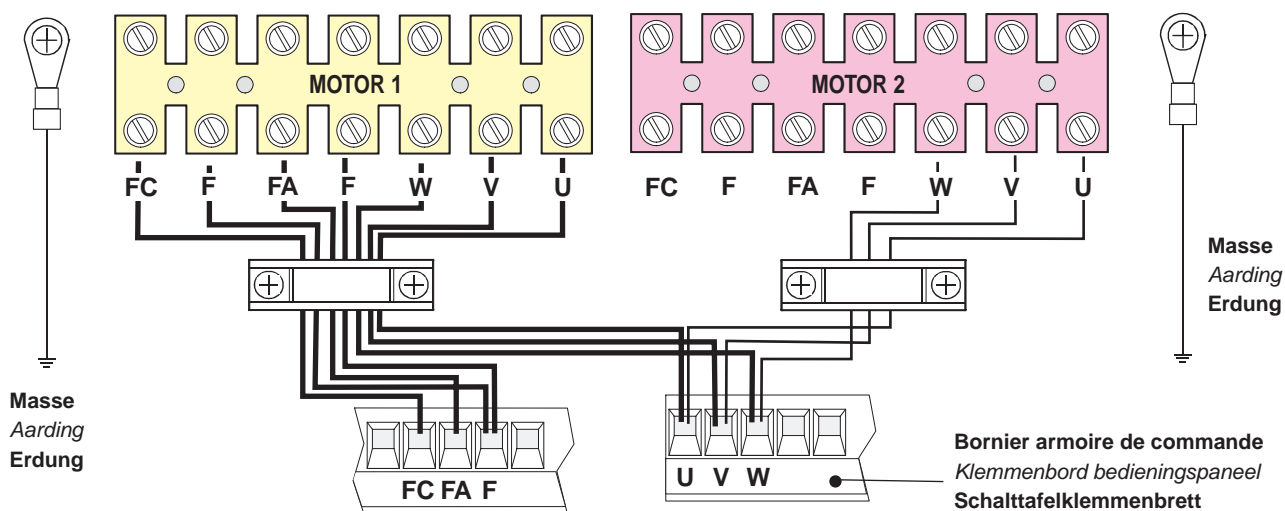 MOTOR 1
MOTOR 2
FC F FA F W V U
FC F FA F W V U
Masse
Aarding
Erdung
Masse
Aarding
Erdung
FC FA F
U V W
Bornier armoire de commande
Klemmenbord bedieningspaneel
Schalttafelklemmenbrett